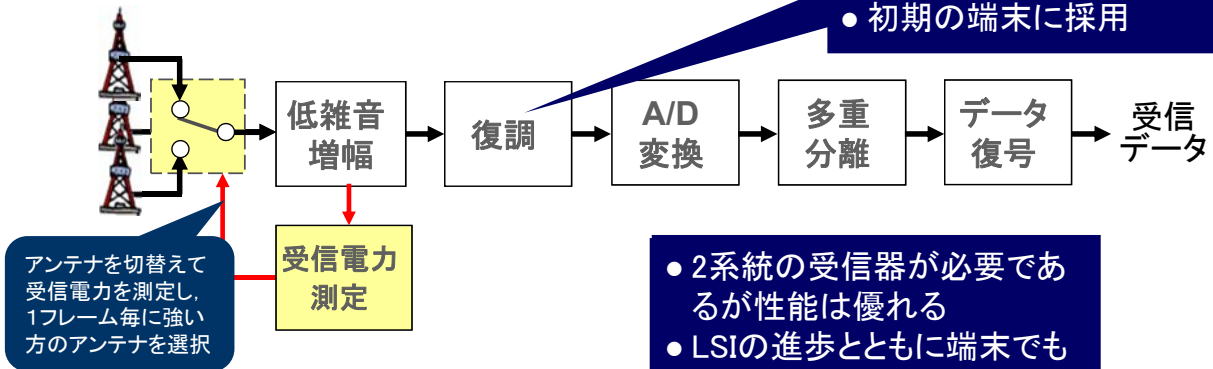 ● 初期の端末に採用
低雑音
増幅
復調
A/D
変換
多重
分離
データ
復号
受信
データ
アンテナを切替えて
受信電力を測定し,
1フレーム毎に強い
方のアンテナを選択
受信電力
測定
● 2系統の受信器が必要であ
るが性能は優れる
● LSIの進歩とともに端末でも